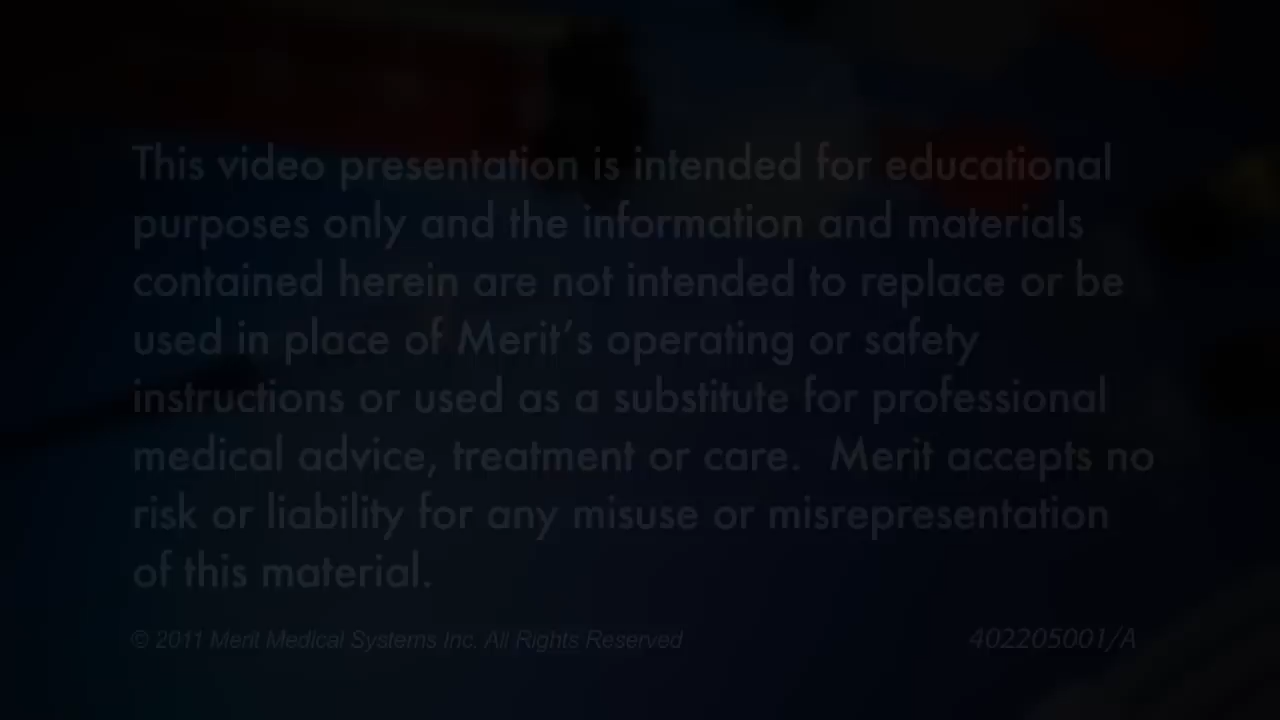 This video presentation is intended for educational
purposes only and the information and materials
contained herein are not intended to replace or be
used in place of Merit's operating or safety
instructions or used as a substitute for professional
medical advice, treatment or care.  Merit accepts no
risk or liability for any misuse or misrepresentation
of this material.
© 2011 Merit Medical Systems Inc. All Rights Reserved
402205001/A